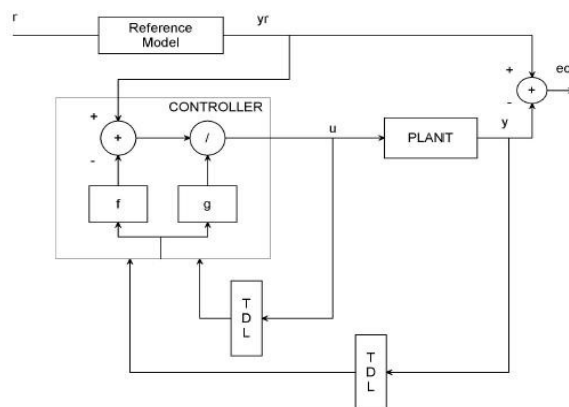 r
Reference
Model
yr
+
ec
+
-
CONTROLLER
+
+
-
/
u
PLANT
y
f
g
T
D
L
T
D
L